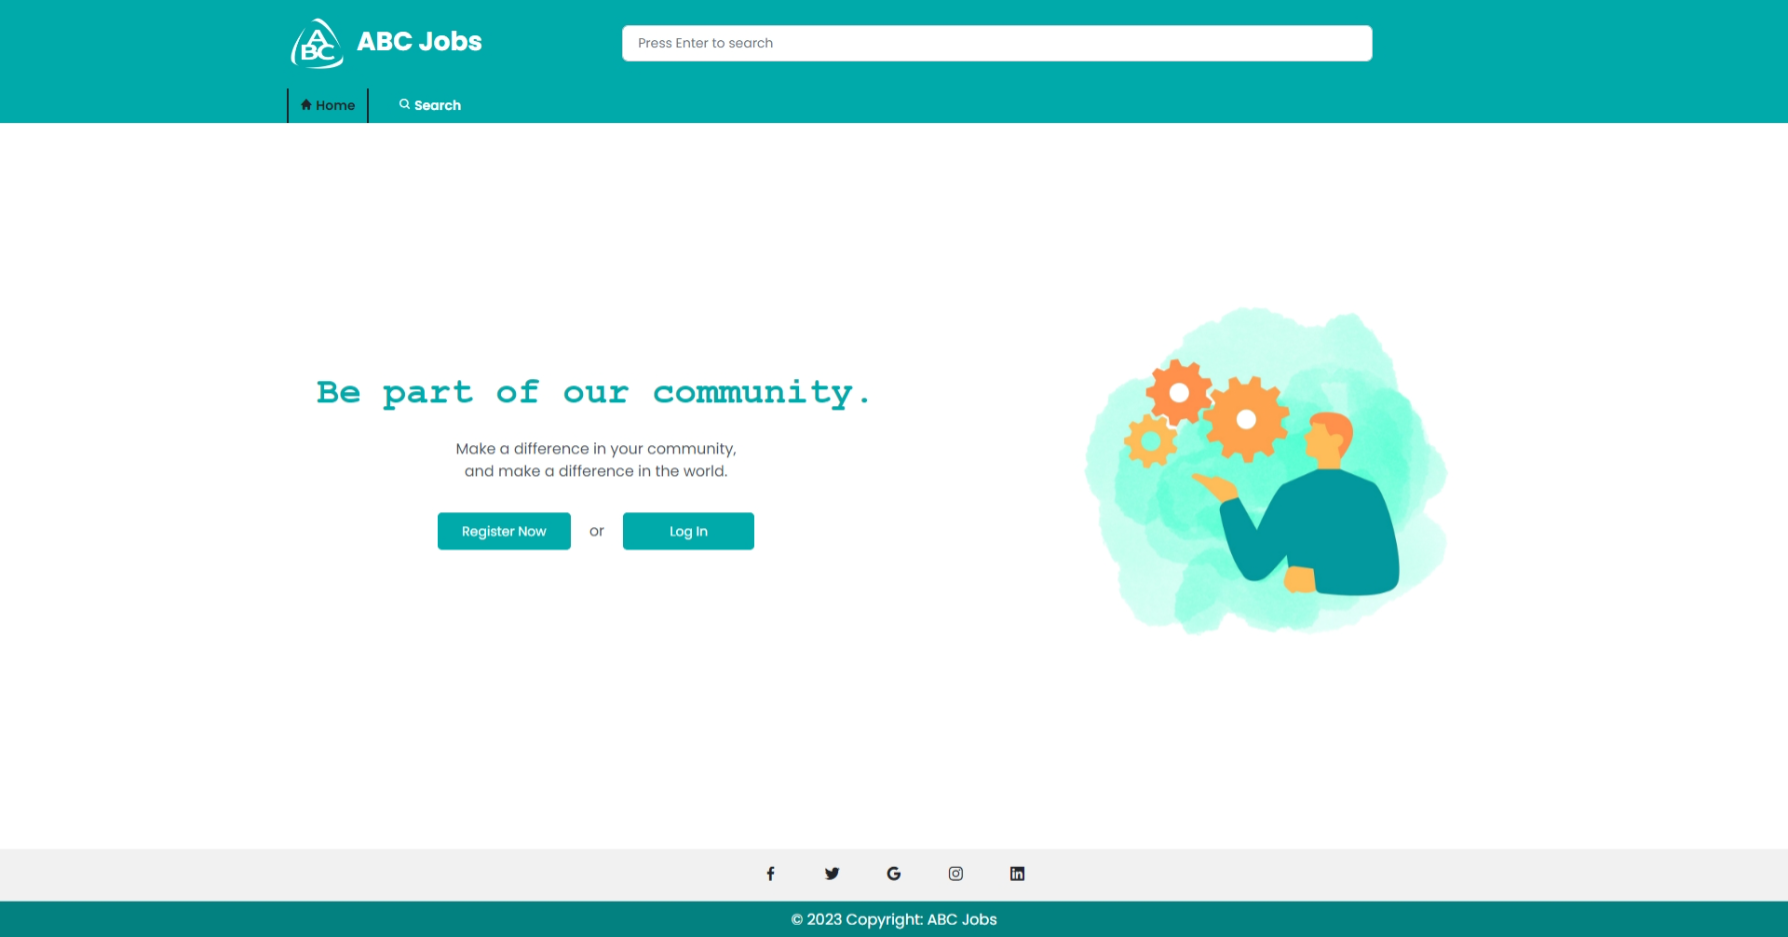 ABC
ABC Jobs
Press Enter to search
Home
Search
Be part of our community.
Make a difference in your community,
and make a difference in the world.
Register Now or Log In
© 2023 Copyright: ABC Jobs